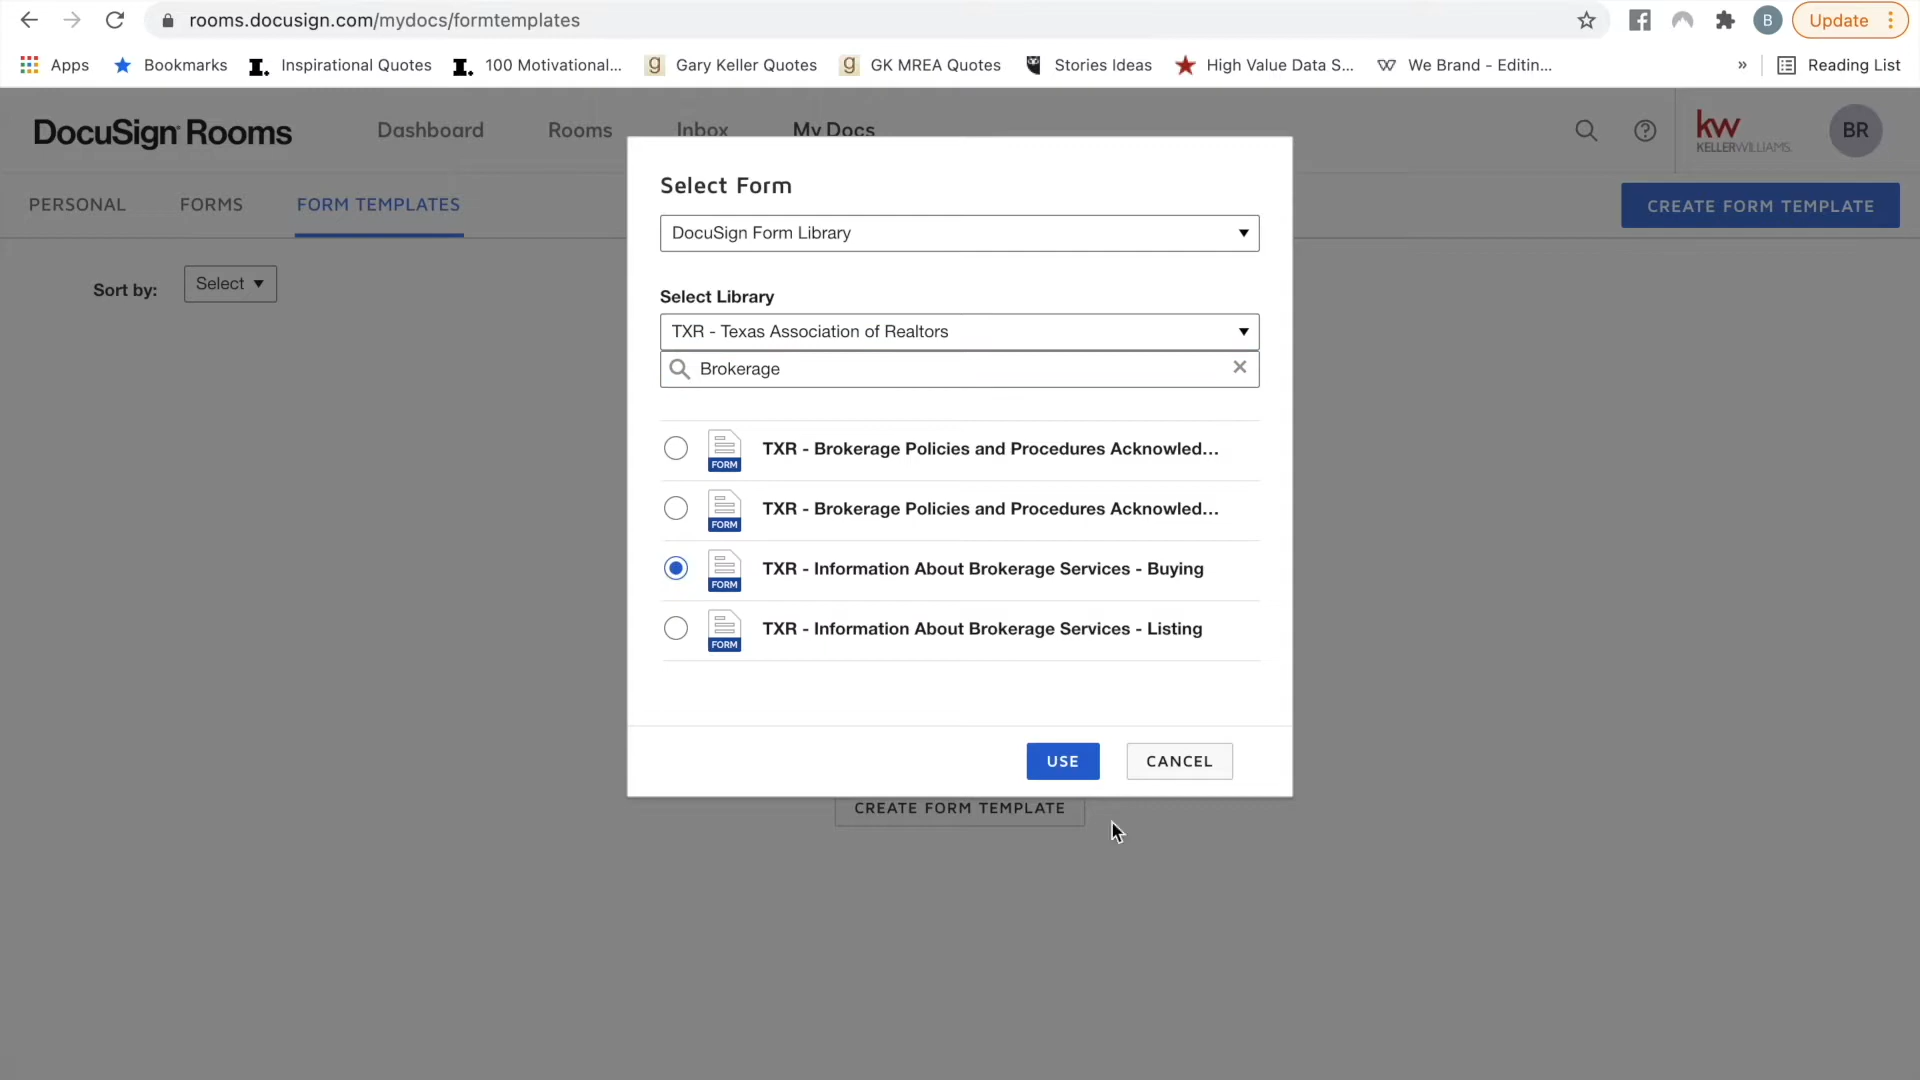 rooms.docusign.com/mydocs/formtemplates
B
Update
Apps
Bookmarks
I. Inspirational Quotes
I. 100 Motivational...
g Gary Keller Quotes
g GK MREA Quotes
Stories Ideas
High Value Data S...
We Brand - Editin...
»
Reading List
DocuSign Rooms
Dashboard
Rooms
Inbox
My Docs
kw
KELLERWILLIAMS.
BR
PERSONAL
FORMS
FORM TEMPLATES
CREATE FORM TEMPLATE
Sort by:
Select
Select Form
DocuSign Form Library
Select Library
TXR - Texas Association of Realtors
Brokerage
FORM
TXR - Brokerage Policies and Procedures Acknowled...
FORM
TXR - Brokerage Policies and Procedures Acknowled...
FORM
TXR - Information About Brokerage Services - Buying
FORM
TXR - Information About Brokerage Services - Listing
USE
CANCEL
CREATE FORM TEMPLATE